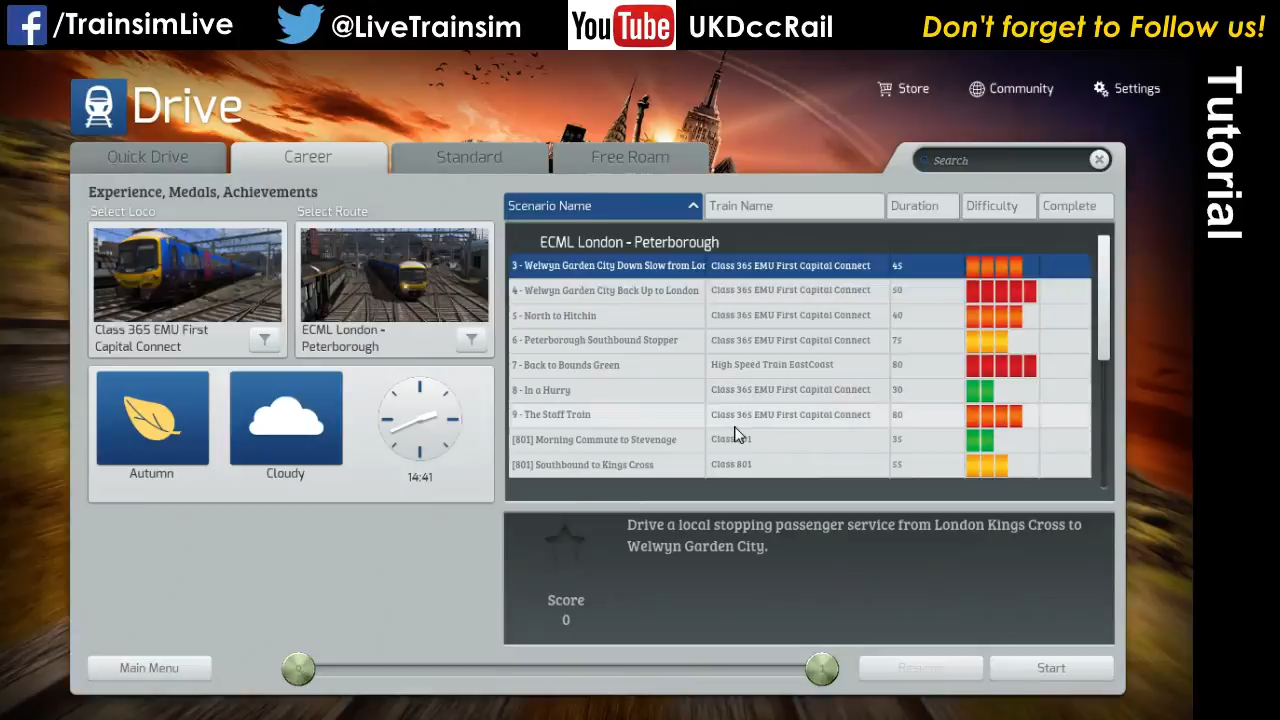 /TrainsimLive @LiveTrainsim YouTube UKDccRail Don't forget to Follow us!
Tutorial
Drive
Store Community Settings
Quick Drive Career Standard Free Roam
Search
Experience, Medals, Achievements
Select Loco Select Route
Class 365 EMU First
Capital Connect
ECML London -
Peterborough
Autumn Cloudy 14:41
Scenario Name Train Name Duration Difficulty Complete
ECML London - Peterborough
3 - Welwyn Garden City Down Slow from Lon Class 365 EMU First Capital Connect 45
4 - Welwyn Garden City Back Up to London Class 365 EMU First Capital Connect 50
5 - North to Hitchin Class 365 EMU First Capital Connect 40
6 - Peterborough Southbound Stopper Class 365 EMU First Capital Connect 75
7 - Back to Bounds Green High Speed Train EastCoast 80
8 - In a Hurry Class 365 EMU First Capital Connect 30
9 - The Staff Train Class 365 EMU First Capital Connect 80
[801] Morning Commute to Stevenage Class 801 35
[801] Southbound to Kings Cross Class 801 55
Drive a local stopping passenger service from London Kings Cross to
Welwyn Garden City.
Score
0
Main Menu Resume Start